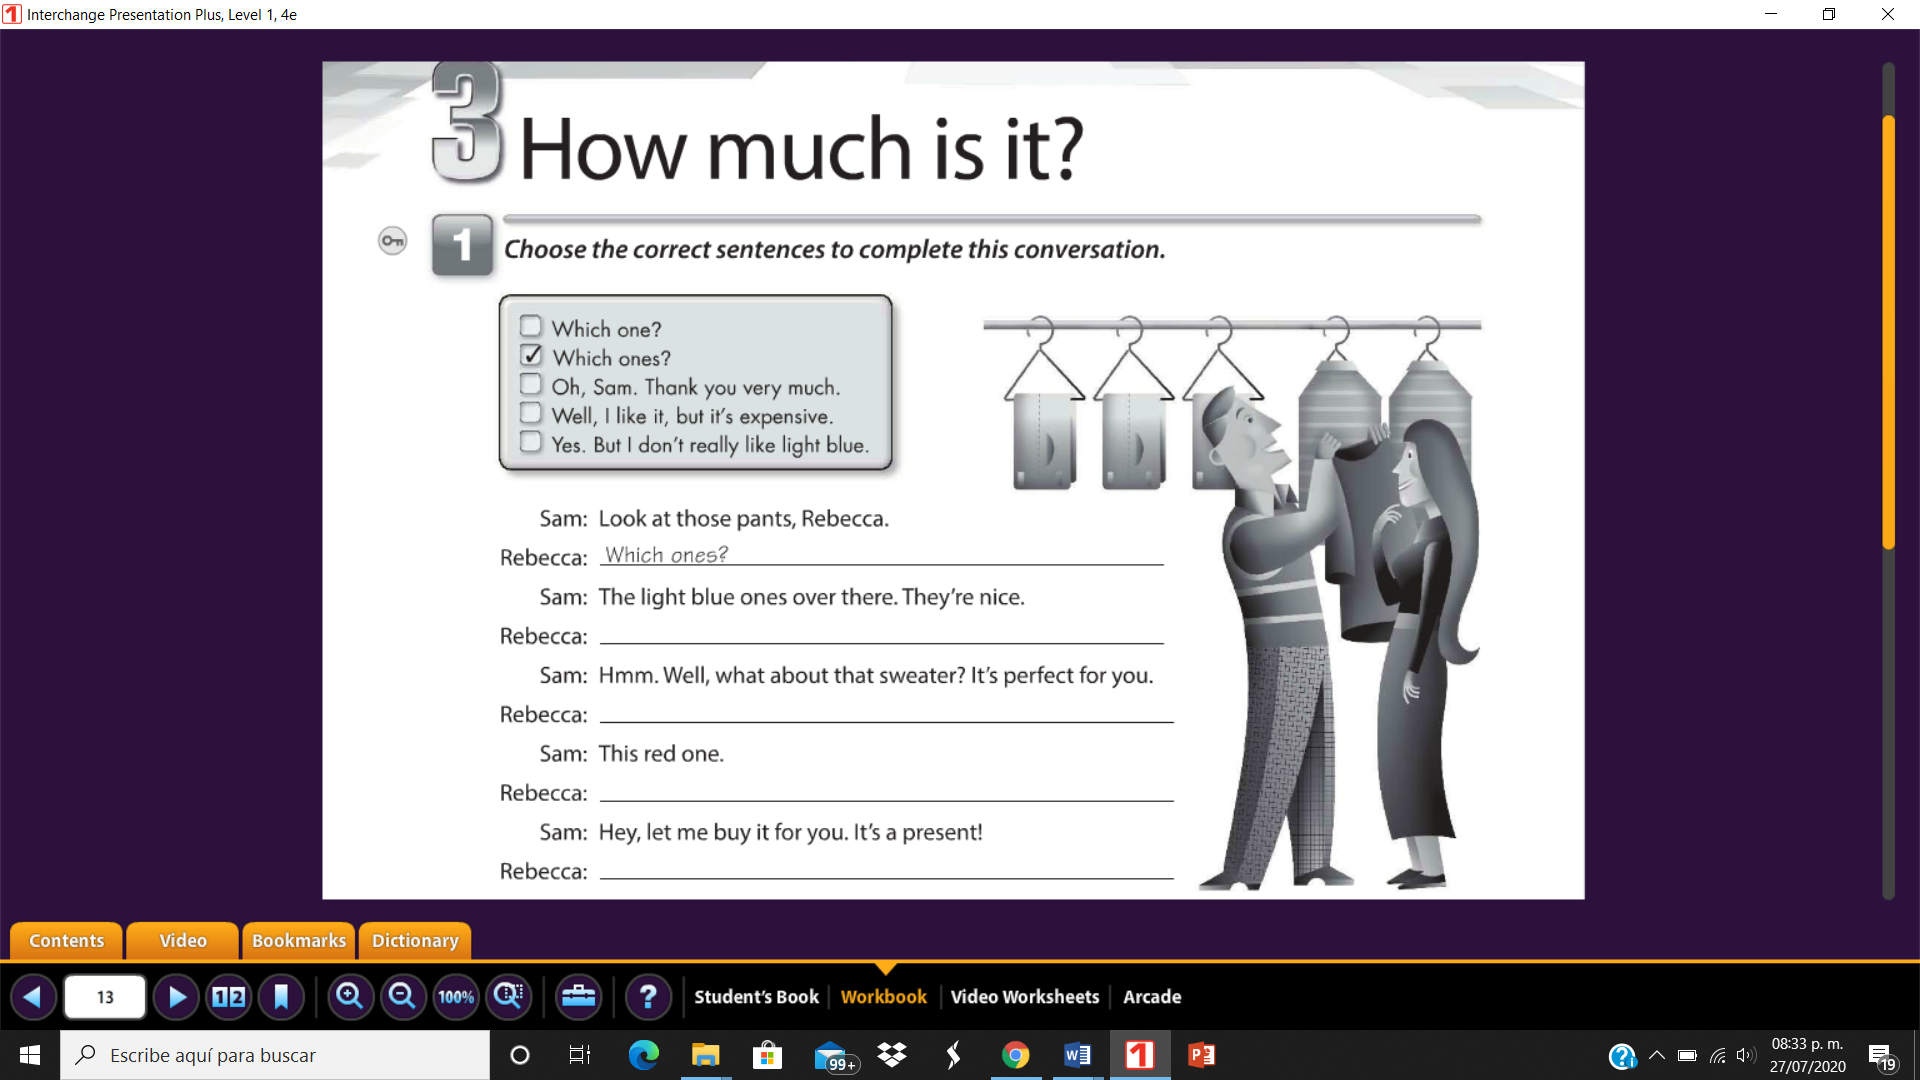 Interchange Presentation Plus, Level 1, 4e
3 How much is it?
1 Choose the correct sentences to complete this conversation.
Which one?
✓ Which ones?
Oh, Sam. Thank you very much.
Well, I like it, but it's expensive.
Yes. But I don't really like light blue.
Sam: Look at those pants, Rebecca.
Rebecca: Which ones?
Sam: The light blue ones over there. They're nice.
Rebecca:
Sam: Hmm. Well, what about that sweater? It's perfect for you.
Rebecca:
Sam: This red one.
Rebecca:
Sam: Hey, let me buy it for you. It's a present!
Rebecca:
Contents Video Bookmarks Dictionary
13 12 100% ? Student's Book Workbook Video Worksheets Arcade
Escribe aquí para buscar
99+
08:33 p. m.
27/07/2020
19